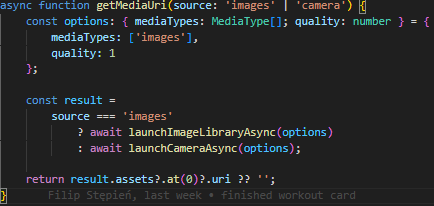 async function getMediaUri(source: 'images' | 'camera') {
    const options: { mediaTypes: MediaType[]; quality: number } = {
        mediaTypes: ['images'],
        quality: 1
    };

    const result =
        source === 'images'
            ? await launchImageLibraryAsync(options)
            : await launchCameraAsync(options);

    return result.assets?.at(0)?.uri ?? '';
}    Filip Stępień, last week • finished workout card